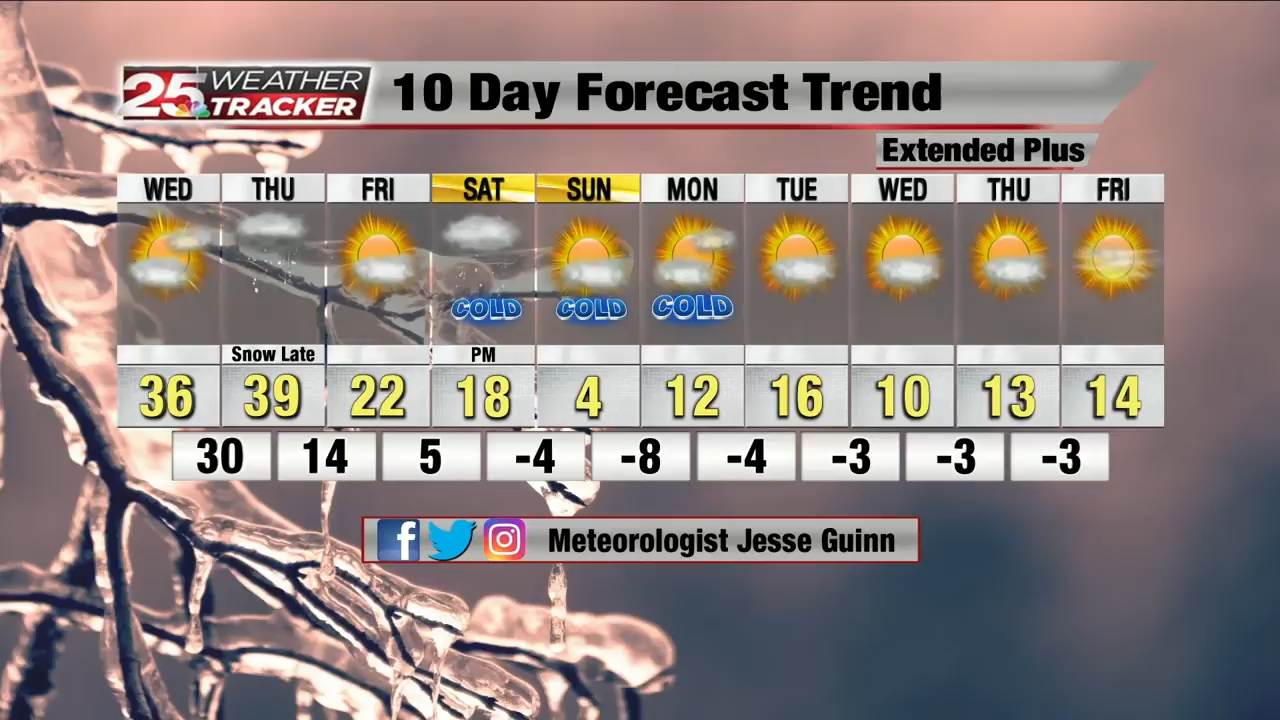 25 WEATHER TRACKER
10 Day Forecast Trend
Extended Plus
WED THU FRI SAT SUN MON TUE WED THU FRI
COLD COLD COLD
Snow Late PM
36 39 22 18 4 12 16 10 13 14
30 14 5 -4 -8 -4 -3 -3 -3
f Meteorologist Jesse Guinn